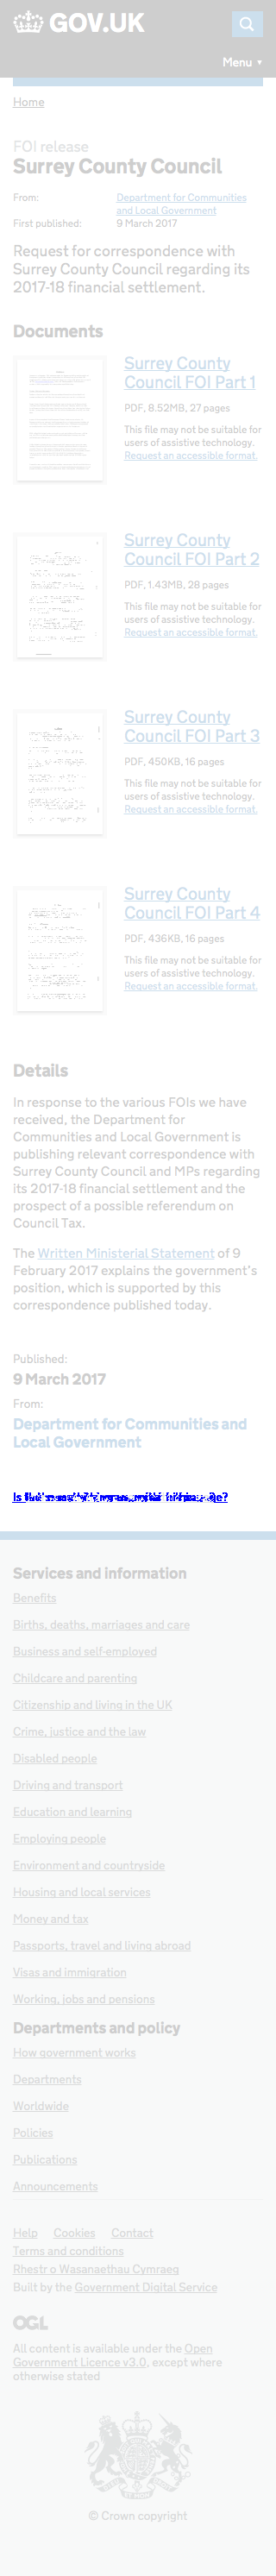 GOV.UK
Menu ▼
Home
FOI release
Surrey County Council
From: Department for Communities
and Local Government
First published: 9 March 2017
Request for correspondence with
Surrey County Council regarding its
2017-18 financial settlement.
Documents
Surrey County
Council FOI Part 1
PDF, 8.52MB, 27 pages
This file may not be suitable for
users of assistive technology.
Request an accessible format.
Surrey County
Council FOI Part 2
PDF, 1.43MB, 28 pages
This file may not be suitable for
users of assistive technology.
Request an accessible format.
Surrey County
Council FOI Part 3
PDF, 450KB, 16 pages
This file may not be suitable for
users of assistive technology.
Request an accessible format.
Surrey County
Council FOI Part 4
PDF, 436KB, 16 pages
This file may not be suitable for
users of assistive technology.
Request an accessible format.
Details
In response to the various FOIs we have
received, the Department for
Communities and Local Government is
publishing relevant correspondence with
Surrey County Council and MPs regarding
its 2017-18 financial settlement and the
prospect of a possible referendum on
Council Tax.
The Written Ministerial Statement of 9
February 2017 explains the government's
position, which is supported by this
correspondence published today.
Published:
9 March 2017
From:
Department for Communities and
Local Government
Services and information
Benefits
Births, deaths, marriages and care
Business and self-employed
Childcare and parenting
Citizenship and living in the UK
Crime, justice and the law
Disabled people
Driving and transport
Education and learning
Employing people
Environment and countryside
Housing and local services
Money and tax
Passports, travel and living abroad
Visas and immigration
Working, jobs and pensions
Departments and policy
How government works
Departments
Worldwide
Policies
Publications
Announcements
Help Cookies Contact
Terms and conditions
Rhestr o Wasanaethau Cymraeg
Built by the Government Digital Service
OGL
All content is available under the Open
Government Licence v3.0, except where
otherwise stated
© Crown copyright